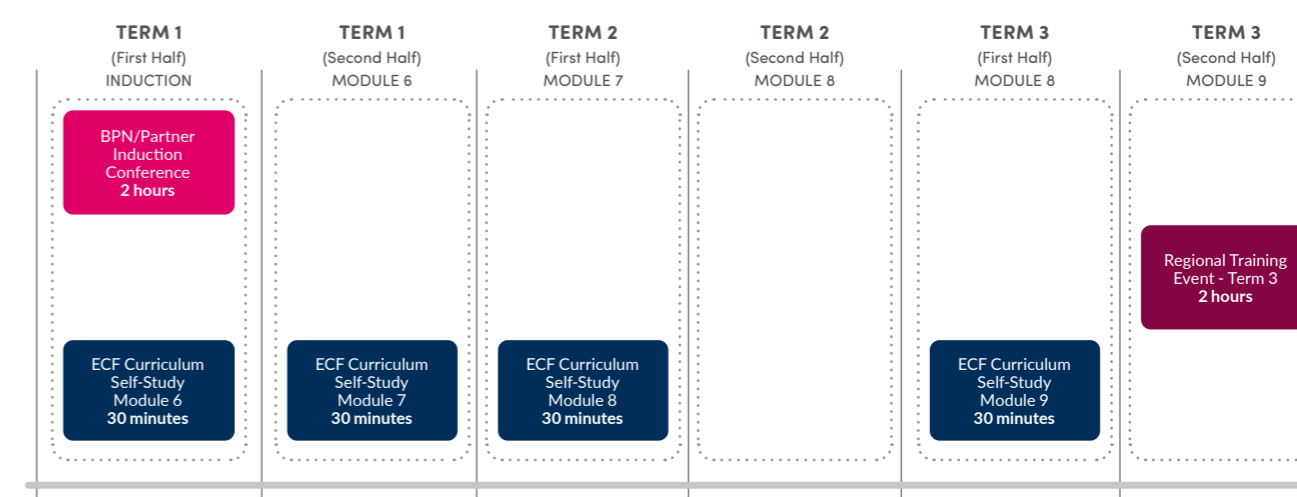 TERM 1
(First Half)
INDUCTION
TERM 1
(Second Half)
MODULE 6
TERM 2
(First Half)
MODULE 7
TERM 2
(Second Half)
MODULE 8
TERM 3
(First Half)
MODULE 8
TERM 3
(Second Half)
MODULE 9
BPN/Partner
Induction
Conference
2 hours
Regional Training
Event - Term 3
2 hours
ECF Curriculum
Self-Study
Module 6
30 minutes
ECF Curriculum
Self-Study
Module 7
30 minutes
ECF Curriculum
Self-Study
Module 8
30 minutes
ECF Curriculum
Self-Study
Module 9
30 minutes